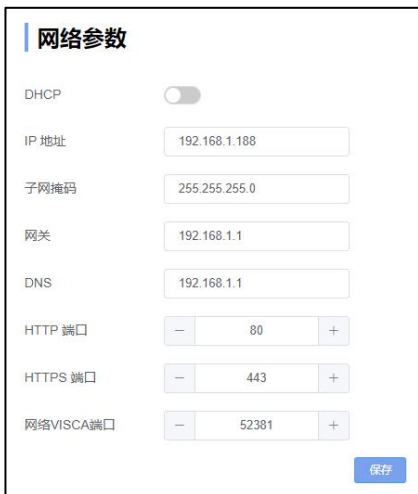 网络参数
DHCP
IP 地址 192.168.1.188
子网掩码 255.255.255.0
网关 192.168.1.1
DNS 192.168.1.1
HTTP 端口 － 80 +
HTTPS 端口 － 443 +
网络VISCA端口 － 52381 +
保存